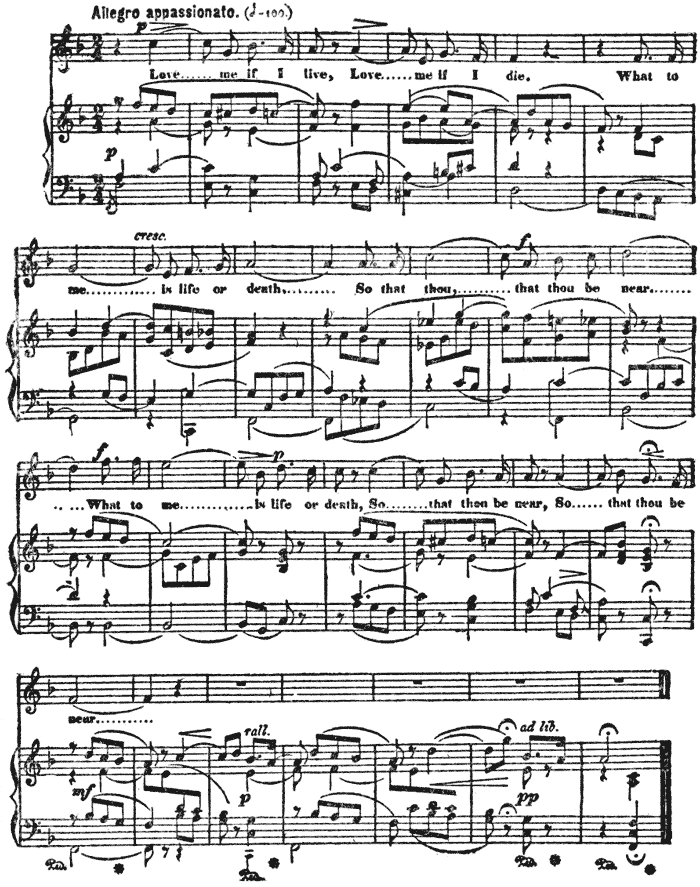 Allegro appassionato. (♩=100.)
p
Love...... me if I live, Love...... me if I die. What to
p
cresc. f
me............. is life or death,......... So that thou,......... that thou be near.......
f p
.....What to me............. is life or death, So........that thou be near, So...... that thou be
near...........
rall. ad lib.
mf p pp
Ped. * Ped. * Ped. * Ped. *